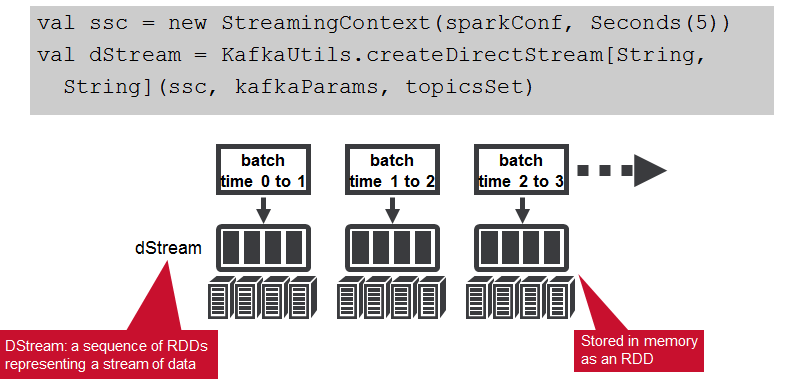 val ssc = new StreamingContext(sparkConf, Seconds(5))
val dStream = KafkaUtils.createDirectStream[String,
String](ssc, kafkaParams, topicsSet)
batch
time 0 to 1
batch
time 1 to 2
batch
time 2 to 3
dStream
DStream: a sequence of RDDs
representing a stream of data
Stored in memory
as an RDD